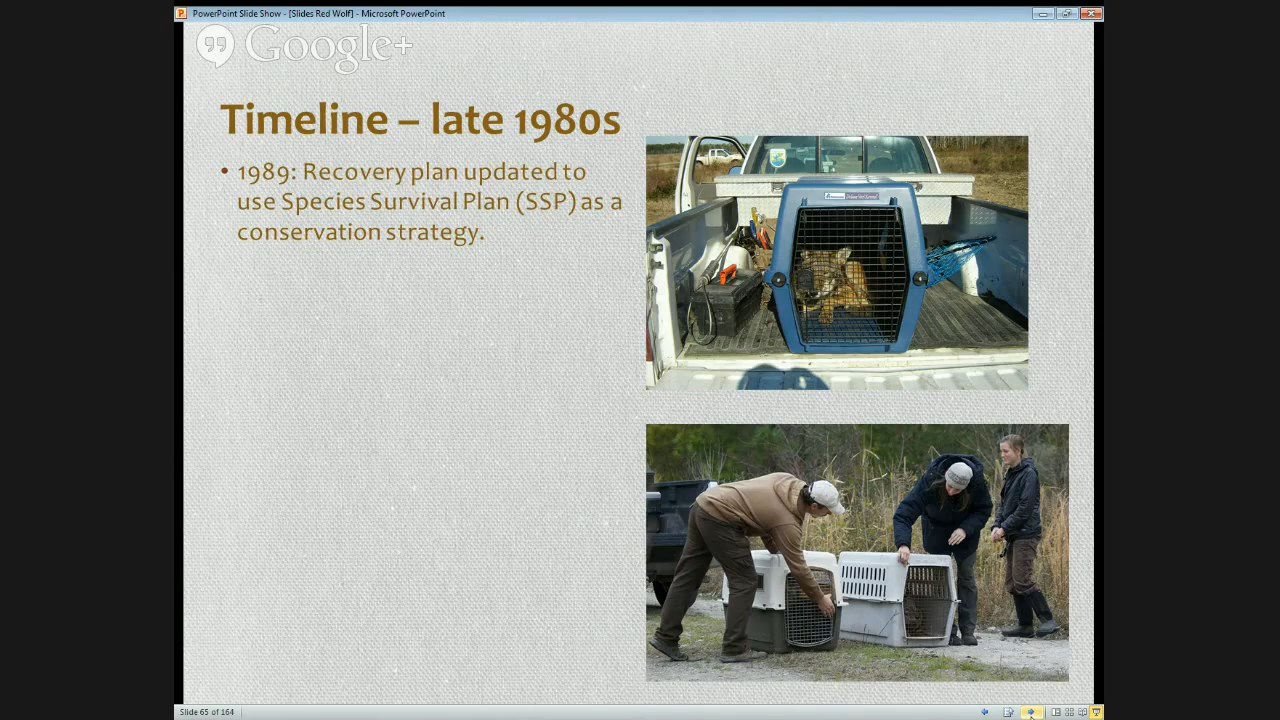 PowerPoint Slide Show - [Slides Red Wolf] - Microsoft PowerPoint
Google+
Timeline – late 1980s
• 1989: Recovery plan updated to
use Species Survival Plan (SSP) as a
conservation strategy.
Slide 65 of 164